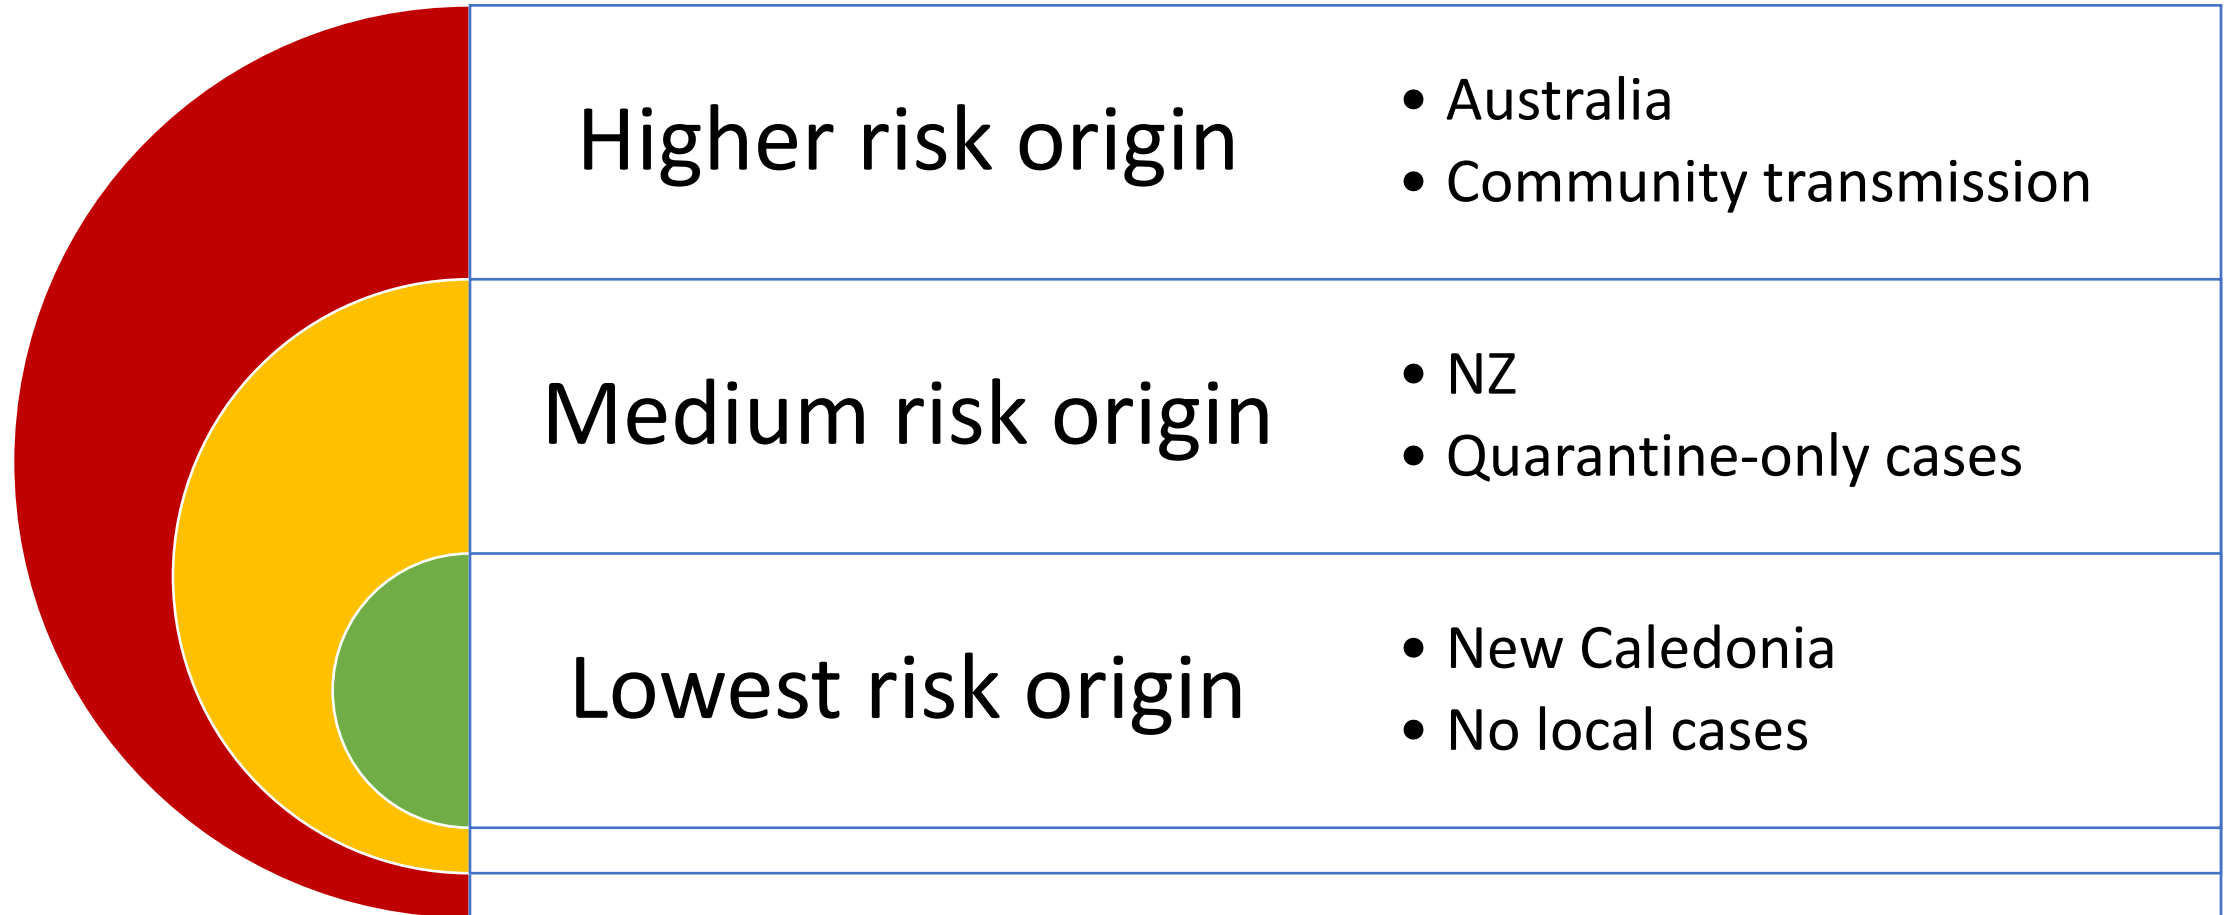 Higher risk origin
• Australia
• Community transmission
Medium risk origin
• NZ
• Quarantine-only cases
Lowest risk origin
• New Caledonia
• No local cases